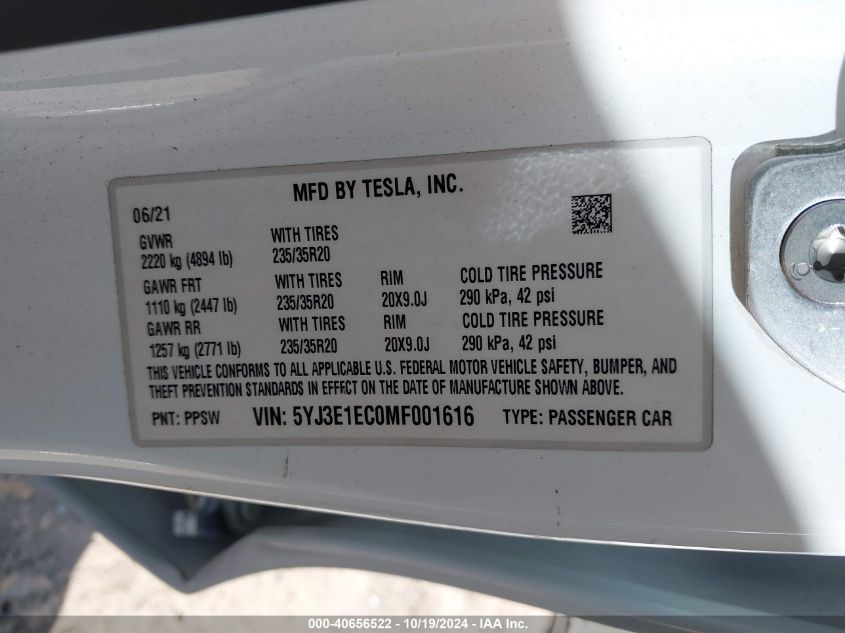 MFD BY TESLA, INC.
06/21
GVWR WITH TIRES
2220 kg (4894 lb) 235/35R20
GAWR FRT WITH TIRES RIM COLD TIRE PRESSURE
1110 kg (2447 lb) 235/35R20 20X9.0J 290 kPa, 42 psi
GAWR RR WITH TIRES RIM COLD TIRE PRESSURE
1257 kg (2771 lb) 235/35R20 20X9.0J 290 kPa, 42 psi
THIS VEHICLE CONFORMS TO ALL APPLICABLE U.S. FEDERAL MOTOR VEHICLE SAFETY, BUMPER, AND
THEFT PREVENTION STANDARDS IN EFFECT ON THE DATE OF MANUFACTURE SHOWN ABOVE.
PNT: PPSW VIN: 5YJ3E1EC0MF001616 TYPE: PASSENGER CAR
000-40656522 - 10/19/2024 - IAA Inc.